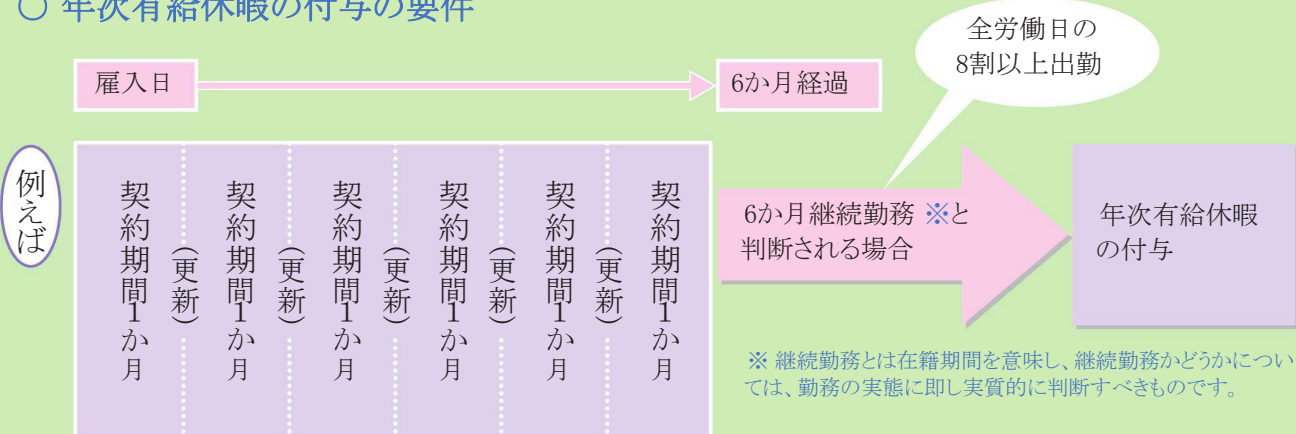 ○ 年次有給休暇の付与の要件
全労働日の
8割以上出勤
雇入日
6か月経過
例えば
契約期間1か月
(更新)
契約期間1か月
(更新)
契約期間1か月
(更新)
契約期間1か月
(更新)
契約期間1か月
(更新)
契約期間1か月
6か月継続勤務 ※と
判断される場合
年次有給休暇
の付与
※ 継続勤務とは在籍期間を意味し、継続勤務かどうかについ
ては、勤務の実態に即し実質的に判断すべきものです。